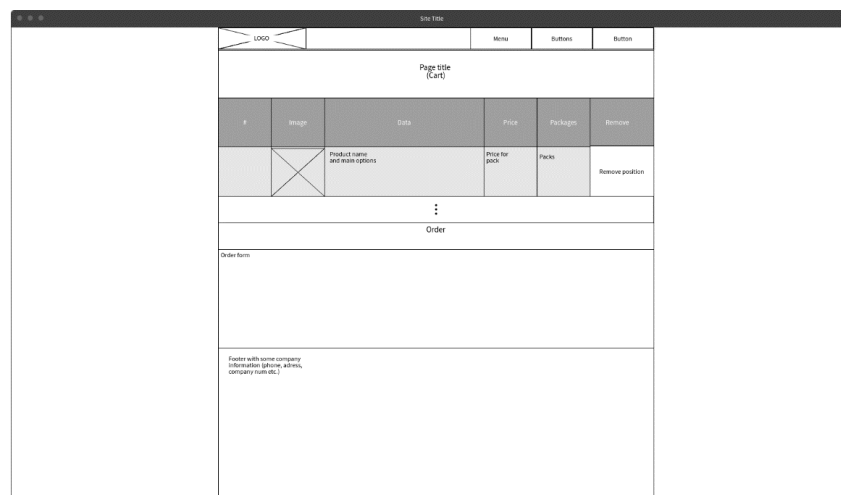 Site Title
LOGO
Menu
Buttons
Button
Page title
(Cart)
#
Image
Data
Price
Packages
Remove
Product name
and main options
Price for
pack
Packs
Remove position
Order
Order form
Footer with some company
information (phone, adress,
company num etc.)